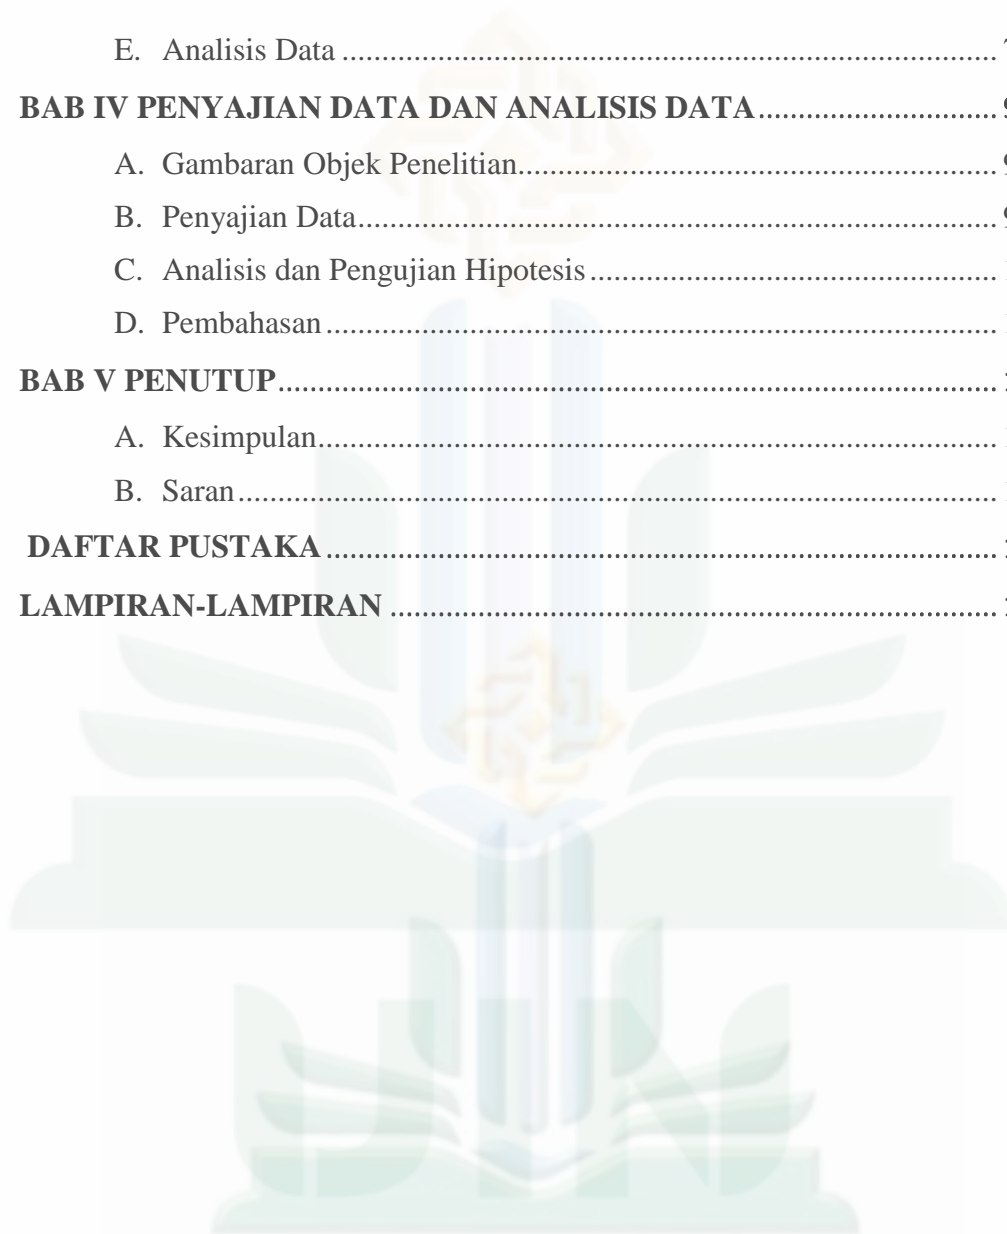 E. Analisis Data ................................................................................
BAB IV PENYAJIAN DATA DAN ANALISIS DATA..............................
A. Gambaran Objek Penelitian............................................................
B. Penyajian Data................................................................................
C. Analisis dan Pengujian Hipotesis...................................................
D. Pembahasan...................................................................................
BAB V PENUTUP..........................................................................................
A. Kesimpulan.....................................................................................
B. Saran...............................................................................................
DAFTAR PUSTAKA....................................................................................
LAMPIRAN-LAMPIRAN ...........................................................................
UIN